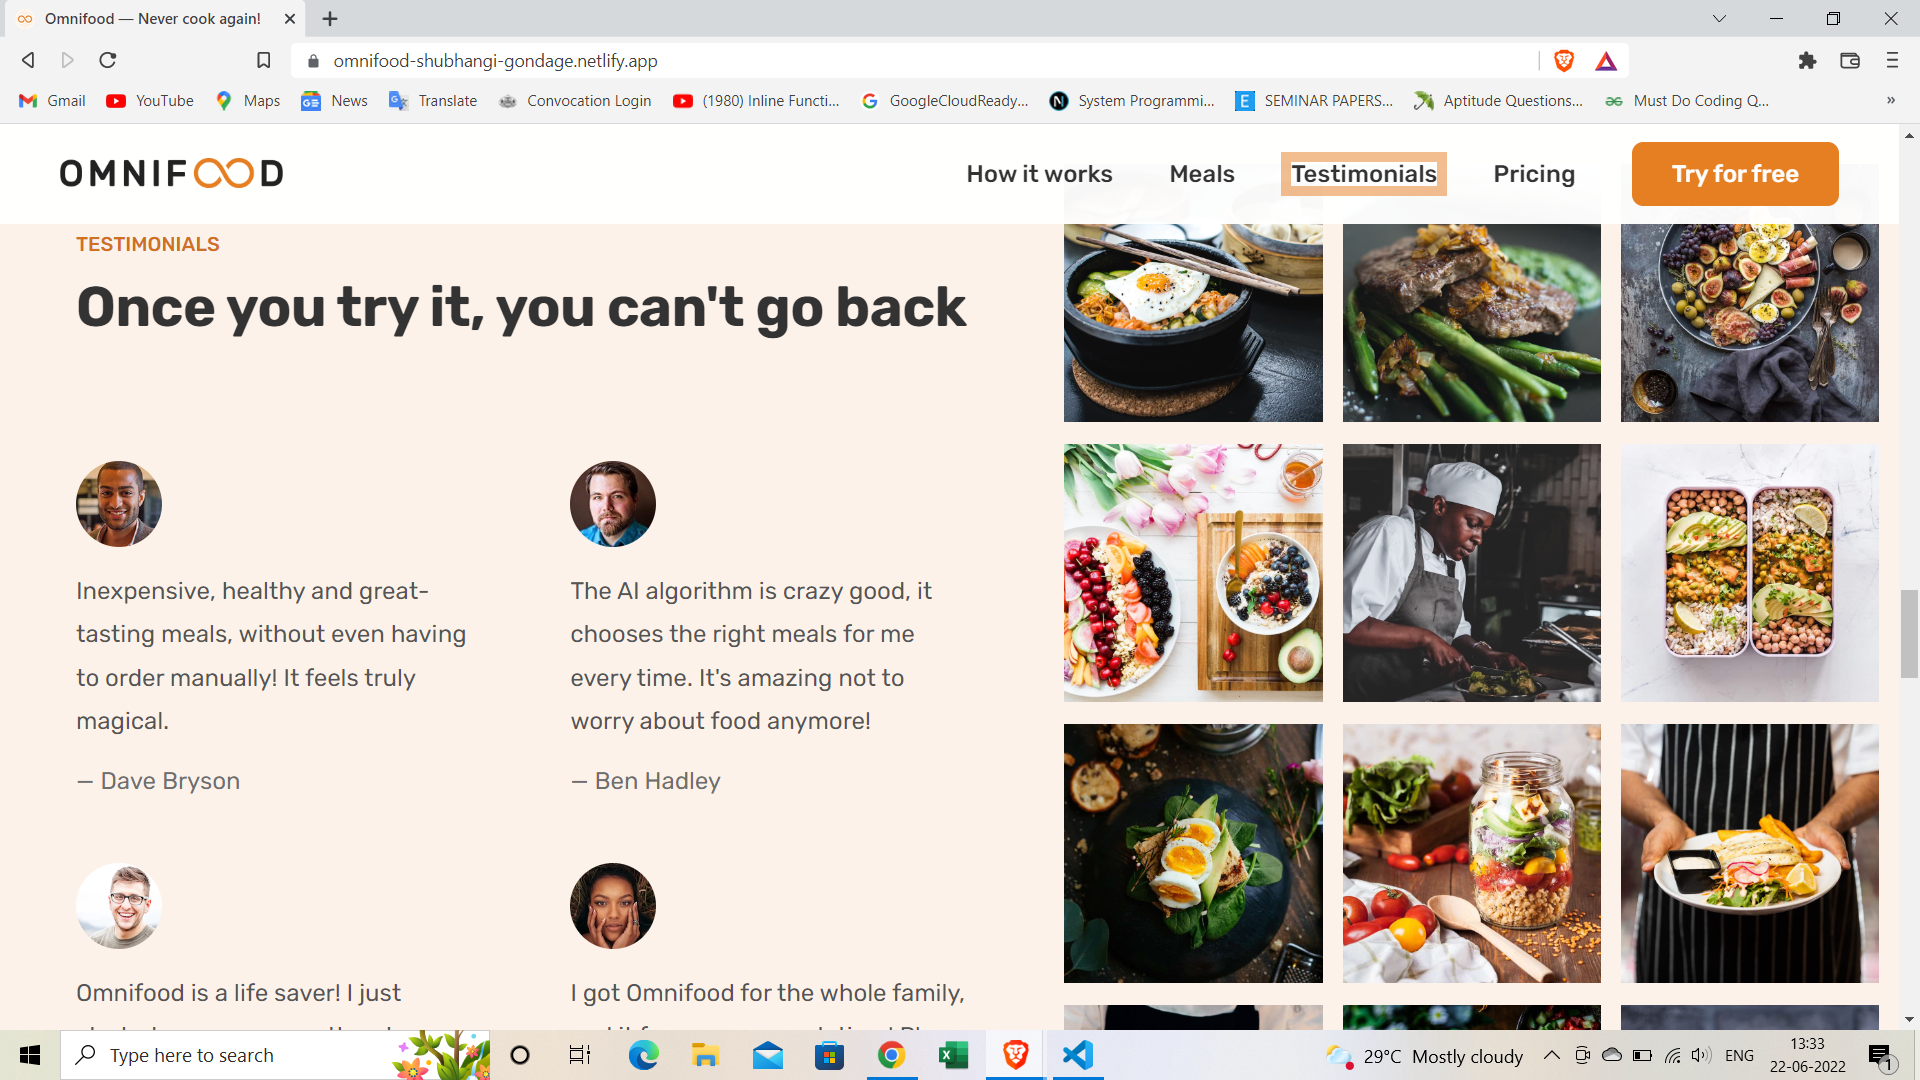 Omnifood — Never cook again!
omnifood-shubhangi-gondage.netlify.app
Gmail
YouTube
Maps
News
Translate
Convocation Login
(1980) Inline Functi...
GoogleCloudReady...
System Programmi...
SEMINAR PAPERS...
Aptitude Questions...
Must Do Coding Q...
»
OMNIFOOD
How it works
Meals
Testimonials
Pricing
Try for free
TESTIMONIALS
Once you try it, you can't go back
Inexpensive, healthy and great-
tasting meals, without even having
to order manually! It feels truly
magical.
— Dave Bryson
The AI algorithm is crazy good, it
chooses the right meals for me
every time. It's amazing not to
worry about food anymore!
— Ben Hadley
Omnifood is a life saver! I just
I got Omnifood for the whole family,
Type here to search
29°C Mostly cloudy
ENG
13:33
22-06-2022
1